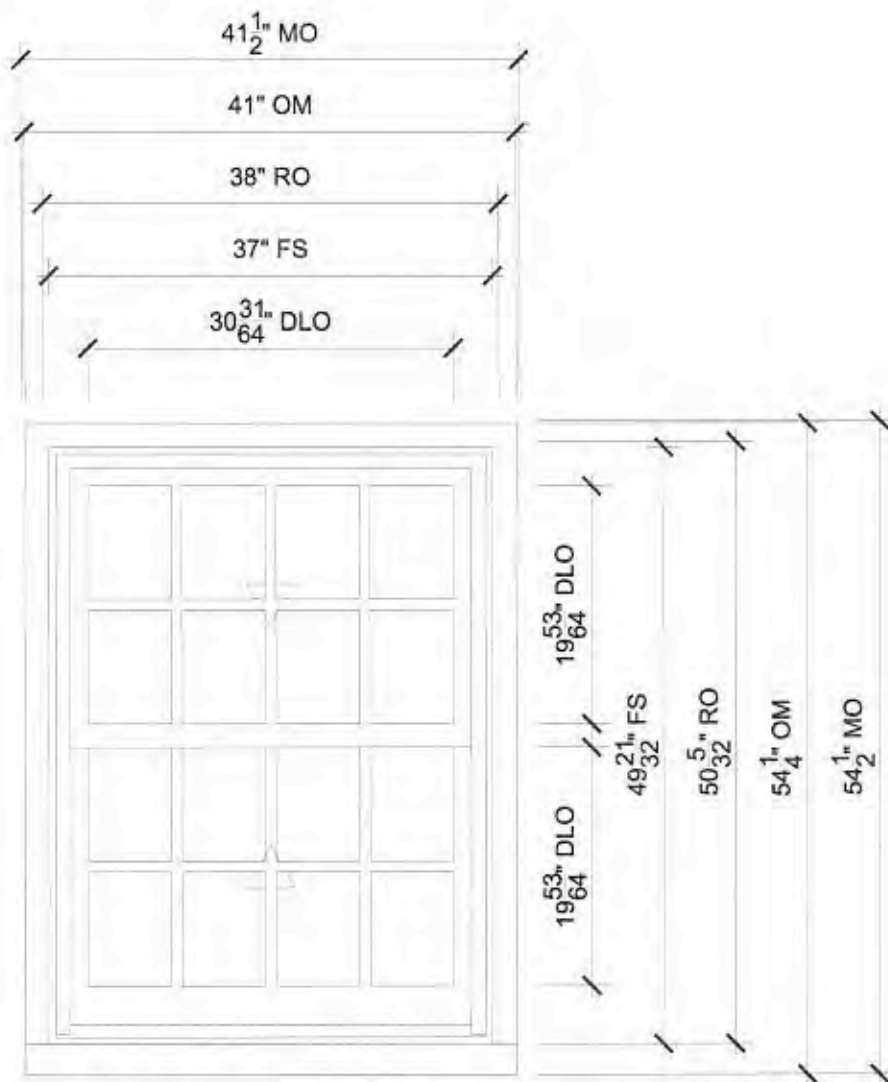 41 1/2" MO
41" OM
38" RO
37" FS
30 31/64" DLO
19 53/64" DLO
19 53/64" DLO
49 21/32" FS
50 5/32" RO
54 1/4" OM
54 1/2" MO